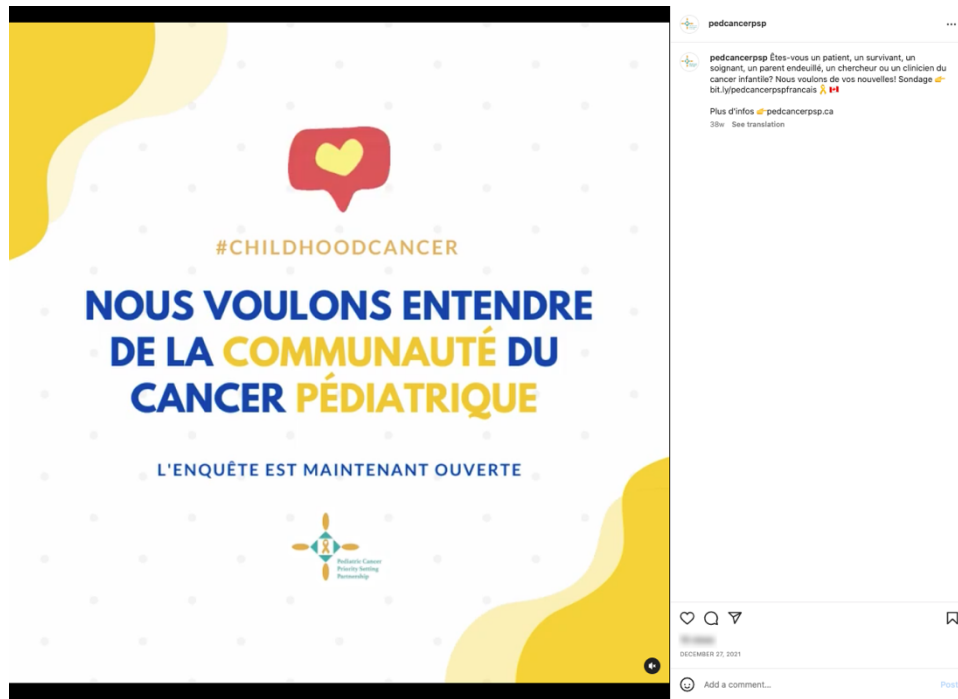 #CHILDHOODCANCER
NOUS VOULONS ENTENDRE
DE LA COMMUNAUTÉ DU
CANCER PÉDIATRIQUE
L'ENQUÊTE EST MAINTENANT OUVERTE
Pediatric Cancer
Priority Setting
Partnership
pedcancerpsp
pedcancerpsp Êtes-vous un patient, un survivant, un
soignant, un parent endeuillé, un chercheur ou un clinicien du
cancer infantile? Nous voulons de vos nouvelles! Sondage 👉
bit.ly/pedcancerpspfrancais 🎗️ 🇨🇦
Plus d'infos 👉pedcancerpsp.ca
38w See translation
DECEMBER 27, 2021
Add a comment...
Post